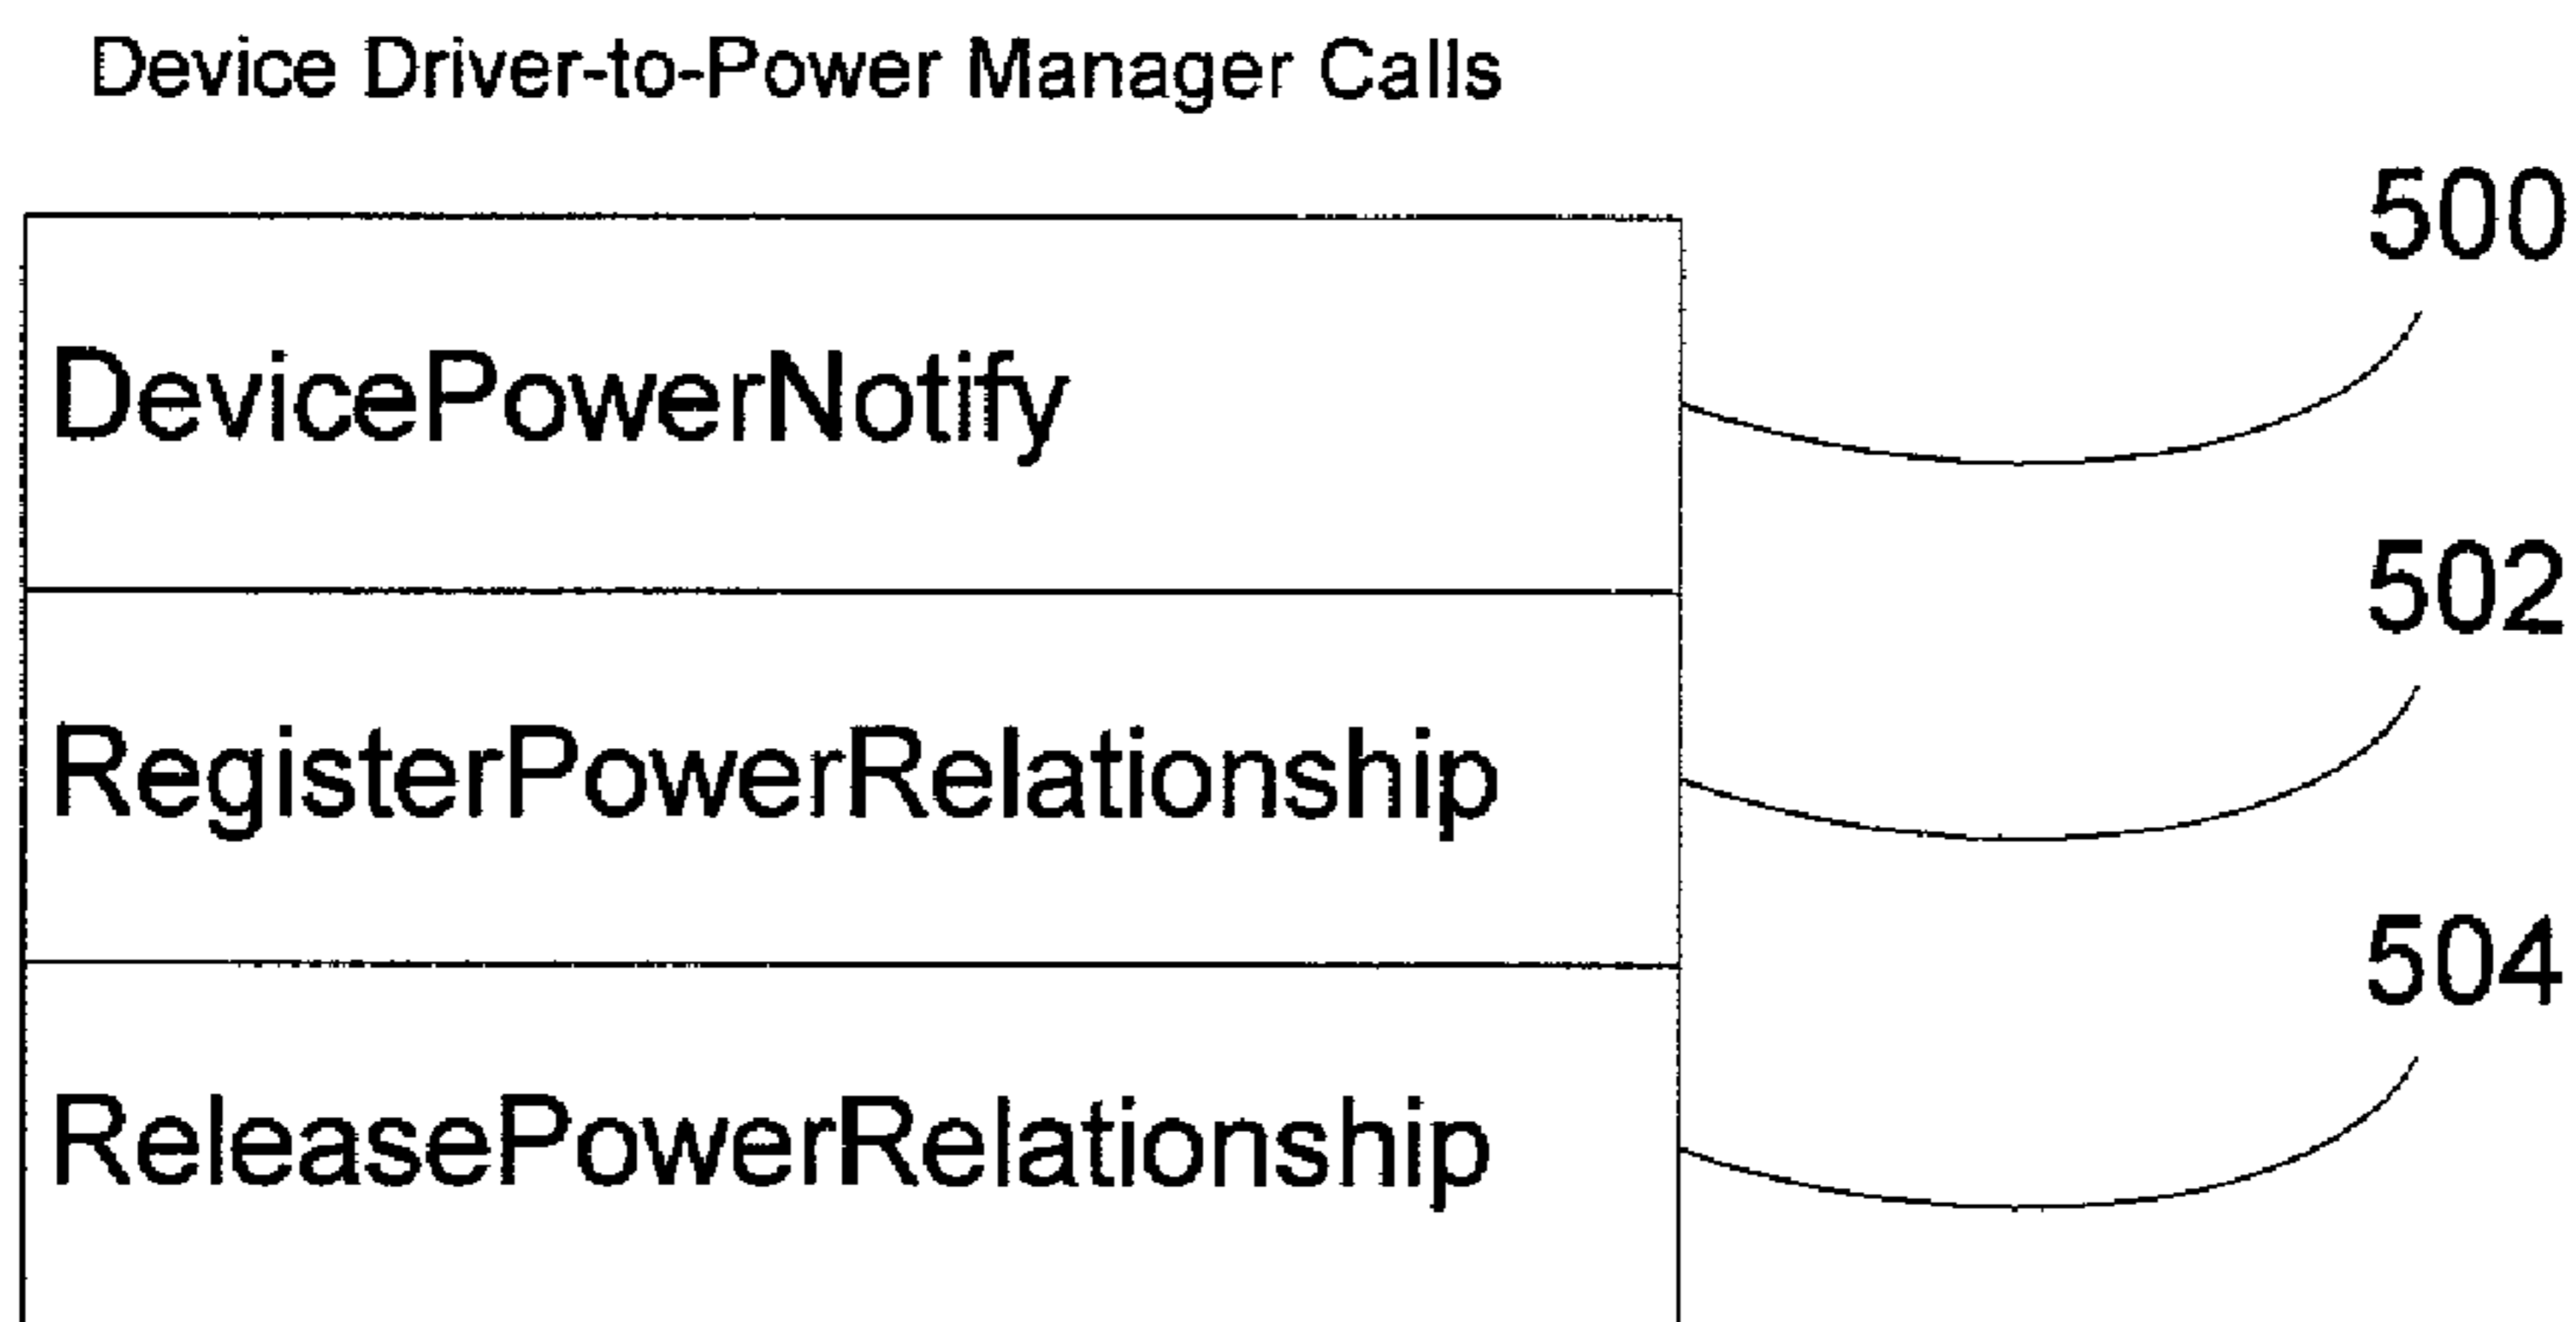 Device Driver-to-Power Manager Calls
500
DevicePowerNotify
502
RegisterPowerRelationship
504
ReleasePowerRelationship